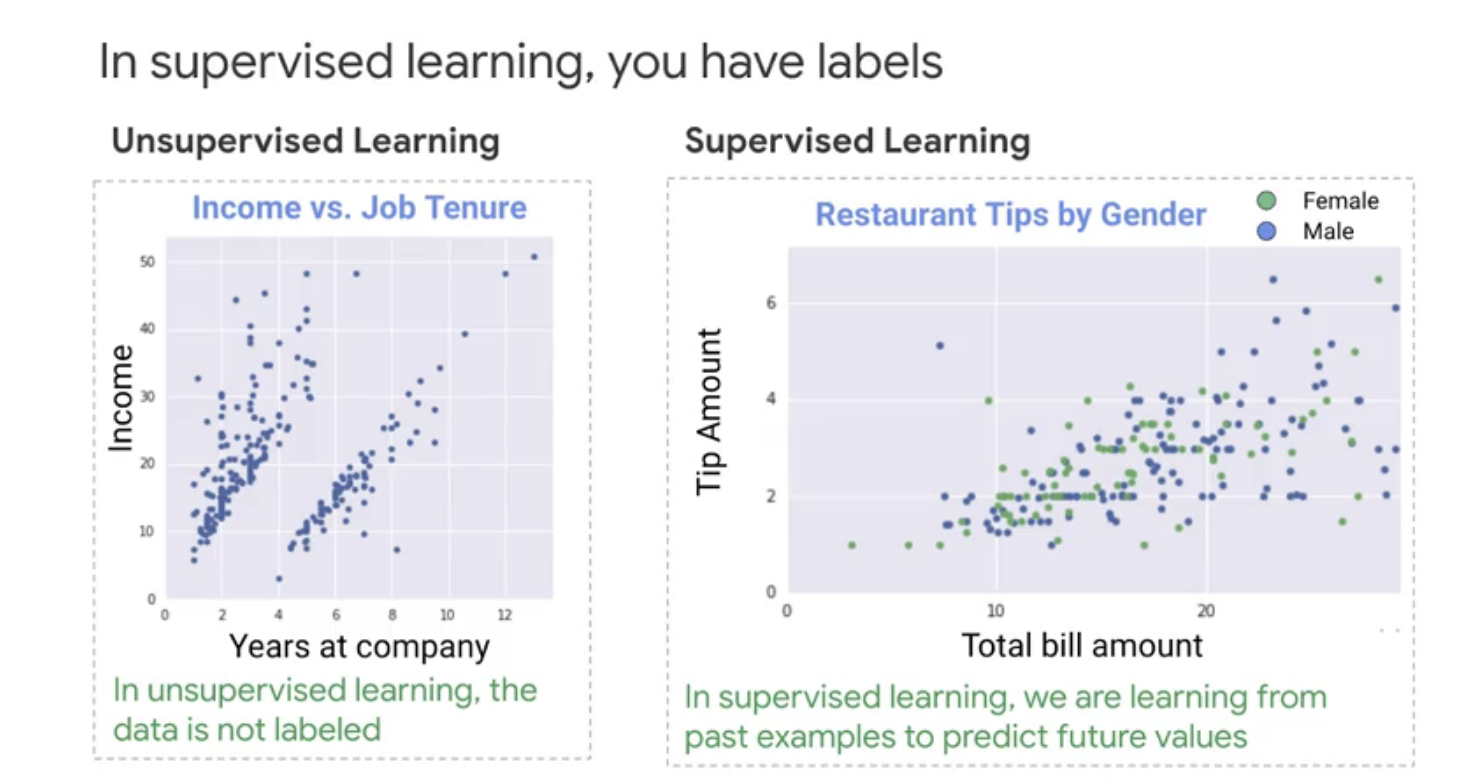 In supervised learning, you have labels
Unsupervised Learning
Income vs. Job Tenure
50
40
30
20
10
0
Income
0 2 4 6 8 10 12
Years at company
In unsupervised learning, the
data is not labeled
Supervised Learning
Restaurant Tips by Gender
Female
Male
6
4
2
0
Tip Amount
0 10 20
Total bill amount
In supervised learning, we are learning from
past examples to predict future values